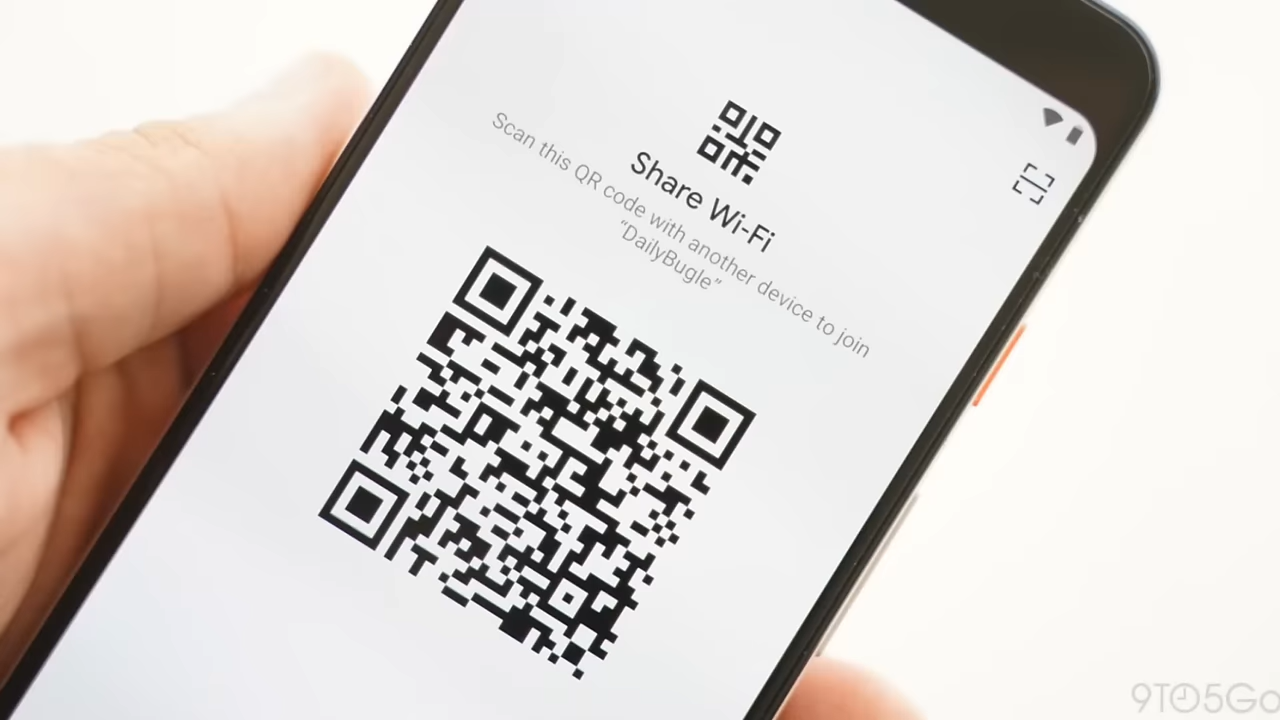 Share Wi-Fi
Scan this QR code with another device to join
“DailyBugle”
9TO5Go